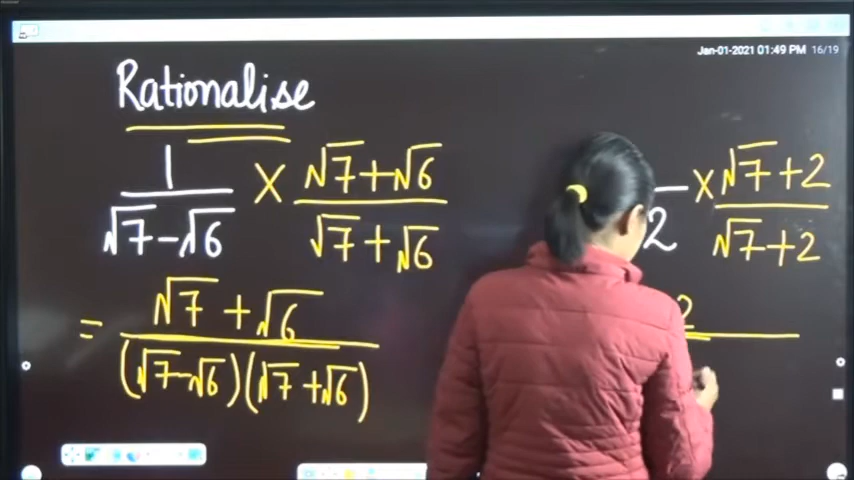 Jan-01-2021 01:49 PM 16/19
Rationalise
1/(√7-√6) × (√7+√6)/(√7+√6)
= (√7+√6)/((√7-√6)(√7+√6))
2 × (√7+2)/(√7+2)
2